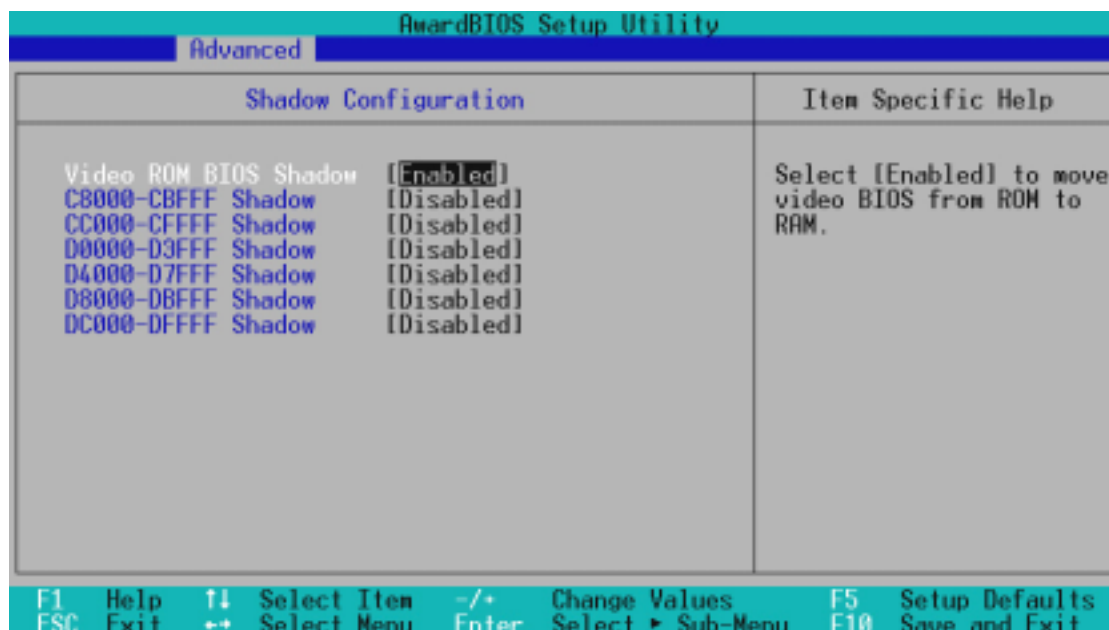 AwardBIOS Setup Utility
Advanced
Shadow Configuration
Item Specific Help
Video ROM BIOS Shadow [Enabled]
C8000-CBFFF Shadow [Disabled]
CC000-CFFFF Shadow [Disabled]
D0000-D3FFF Shadow [Disabled]
D4000-D7FFF Shadow [Disabled]
D8000-DBFFF Shadow [Disabled]
DC000-DFFFF Shadow [Disabled]
Select [Enabled] to move
video BIOS from ROM to
RAM.
F1 Help ↑↓ Select Item -/+ Change Values F5 Setup Defaults
ESC Exit ←→ Select Menu Enter Select ► Sub-Menu F10 Save and Exit